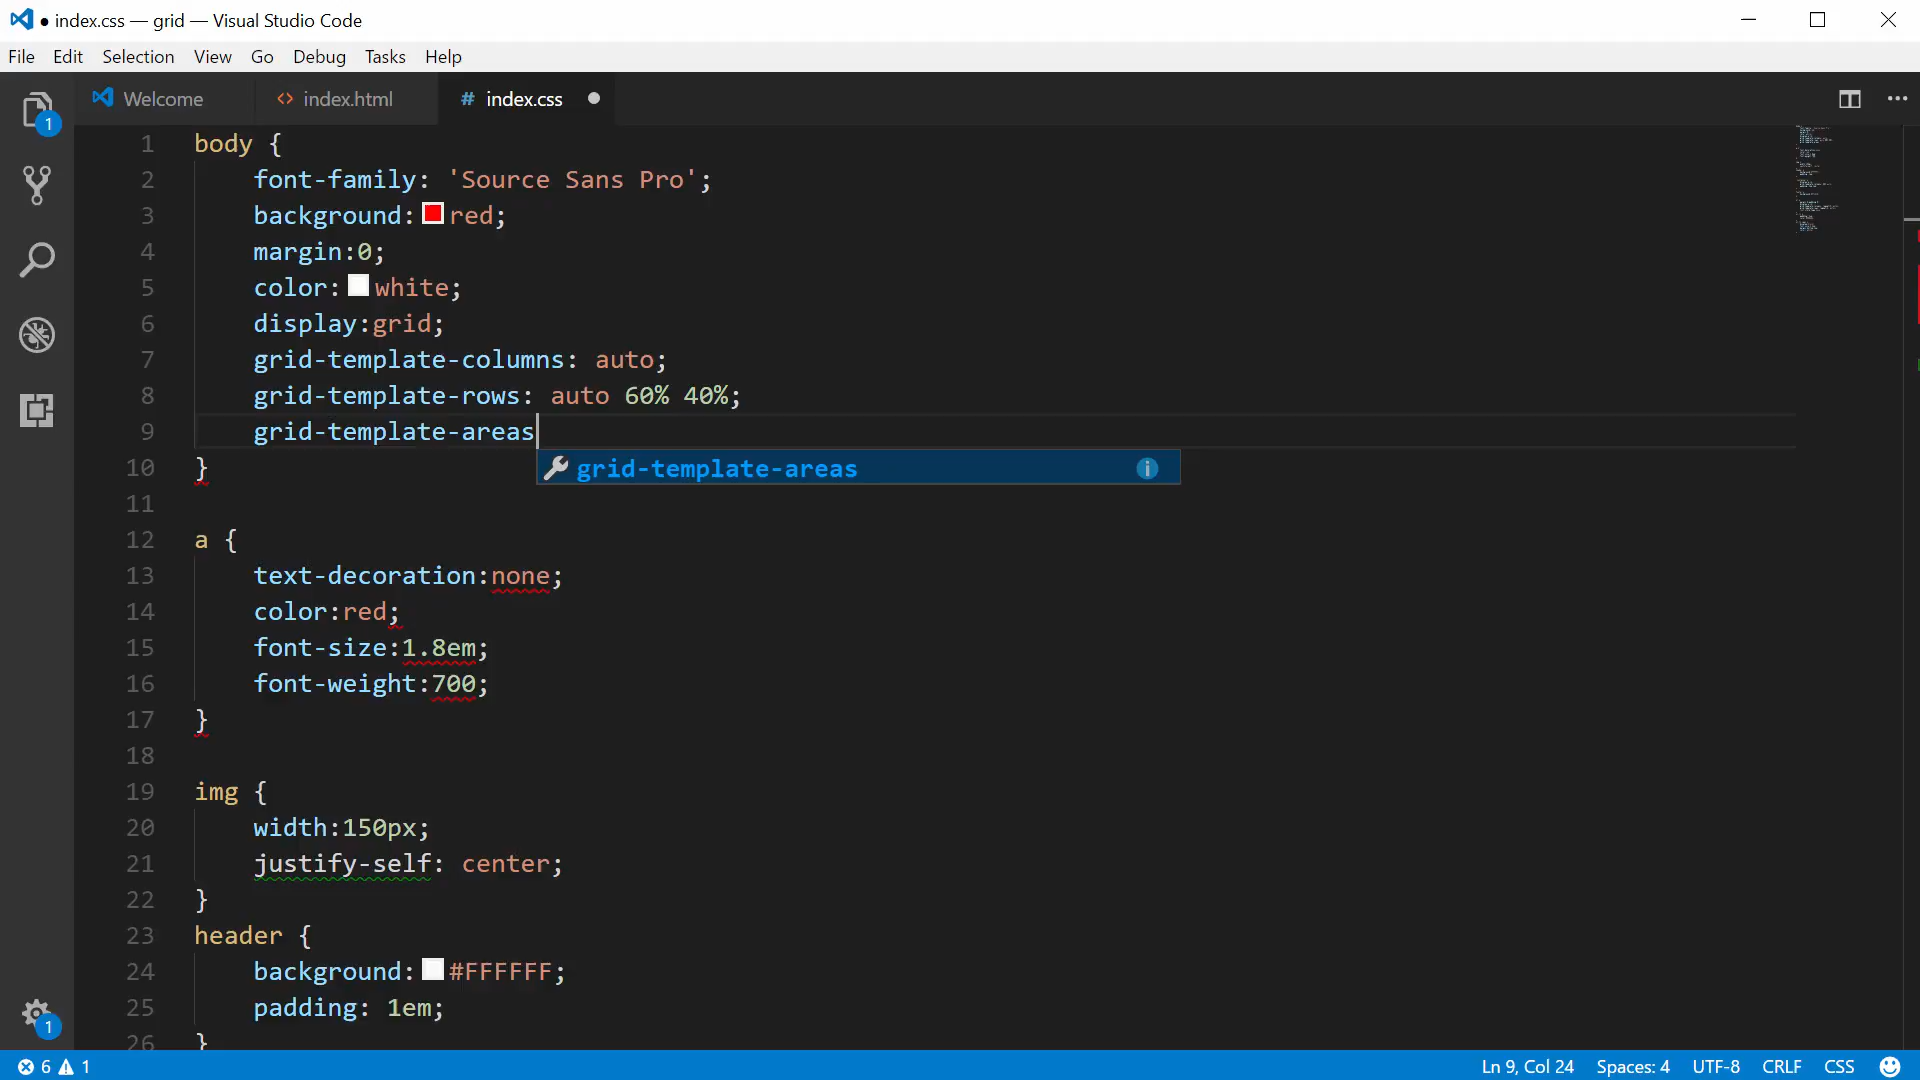 ● index.css — grid — Visual Studio Code
File Edit Selection View Go Debug Tasks Help
1
Welcome
<> index.html
# index.css ●
1 body {
2 font-family: 'Source Sans Pro';
3 background: red;
4 margin:0;
5 color: white;
6 display:grid;
7 grid-template-columns: auto;
8 grid-template-rows: auto 60% 40%;
9 grid-template-areas
grid-template-areas
10 }
11
12 a {
13 text-decoration:none;
14 color:red;
15 font-size:1.8em;
16 font-weight:700;
17 }
18
19 img {
20 width:150px;
21 justify-self: center;
22 }
23 header {
24 background: #FFFFFF;
25 padding: 1em;
26 }
1
6 1
Ln 9, Col 24 Spaces: 4 UTF-8 CRLF CSS